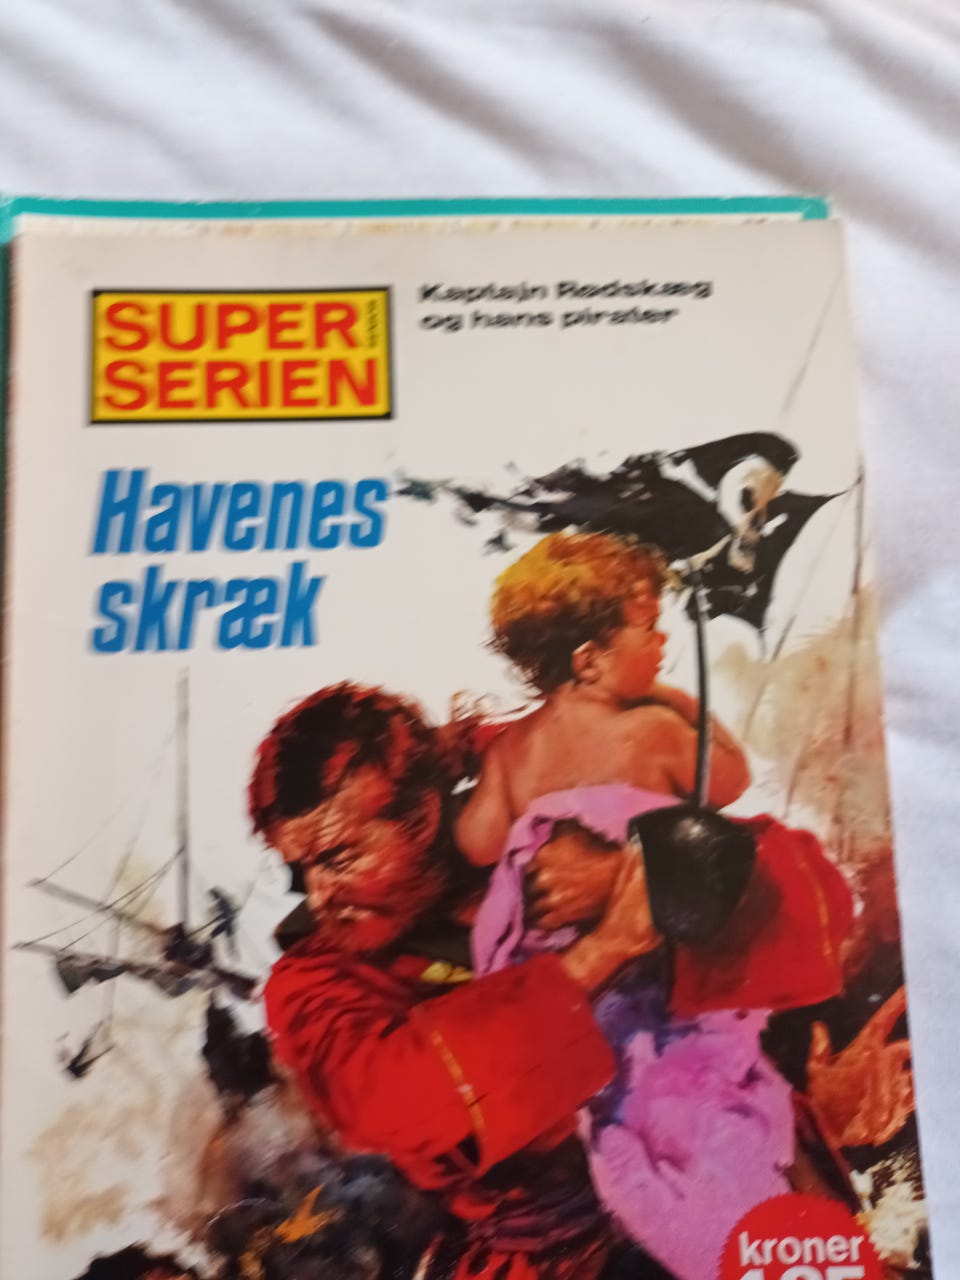 SUPER
SERIEN
Kaptajn Rødskæg
og hans pirater
Havenes
skræk
kroner